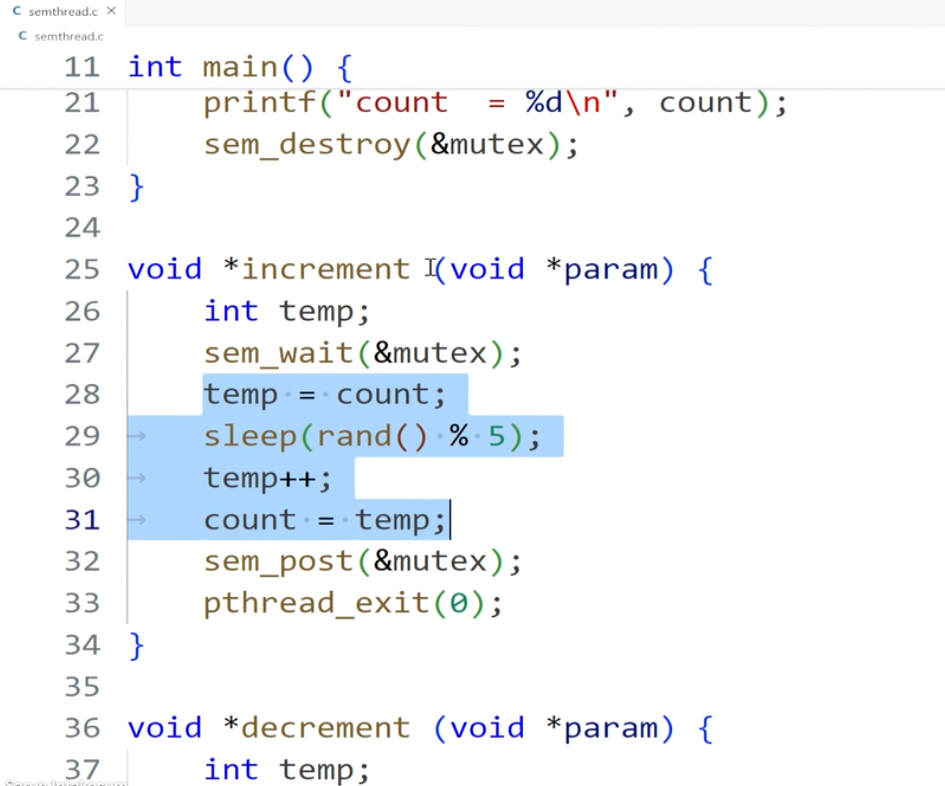 C semthread.c ×
C semthread.c
11 int main() {
21 printf("count  = %d\n", count);
22 sem_destroy(&mutex);
23 }
24
25 void *increment (void *param) {
26 int temp;
27 sem_wait(&mutex);
28 temp = count;
29 sleep(rand() % 5);
30 temp++;
31 count = temp;
32 sem_post(&mutex);
33 pthread_exit(0);
34 }
35
36 void *decrement (void *param) {
37 int temp;